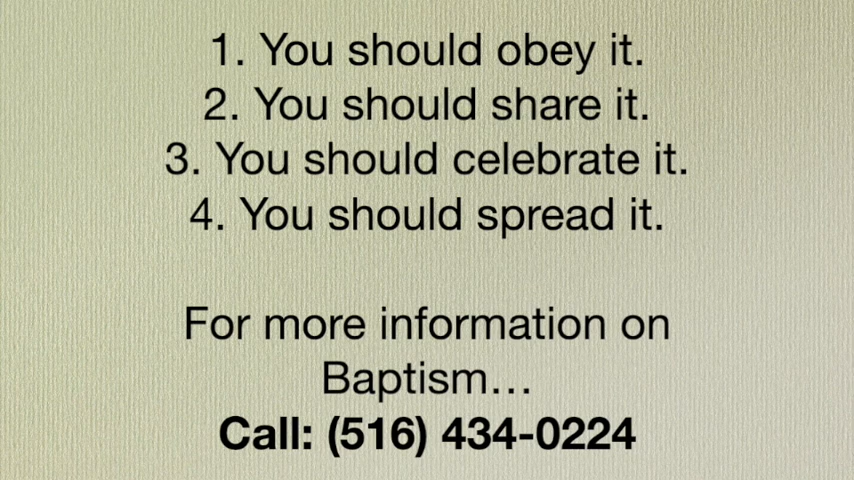 1. You should obey it.
2. You should share it.
3. You should celebrate it.
4. You should spread it.
For more information on
Baptism...
Call: (516) 434-0224